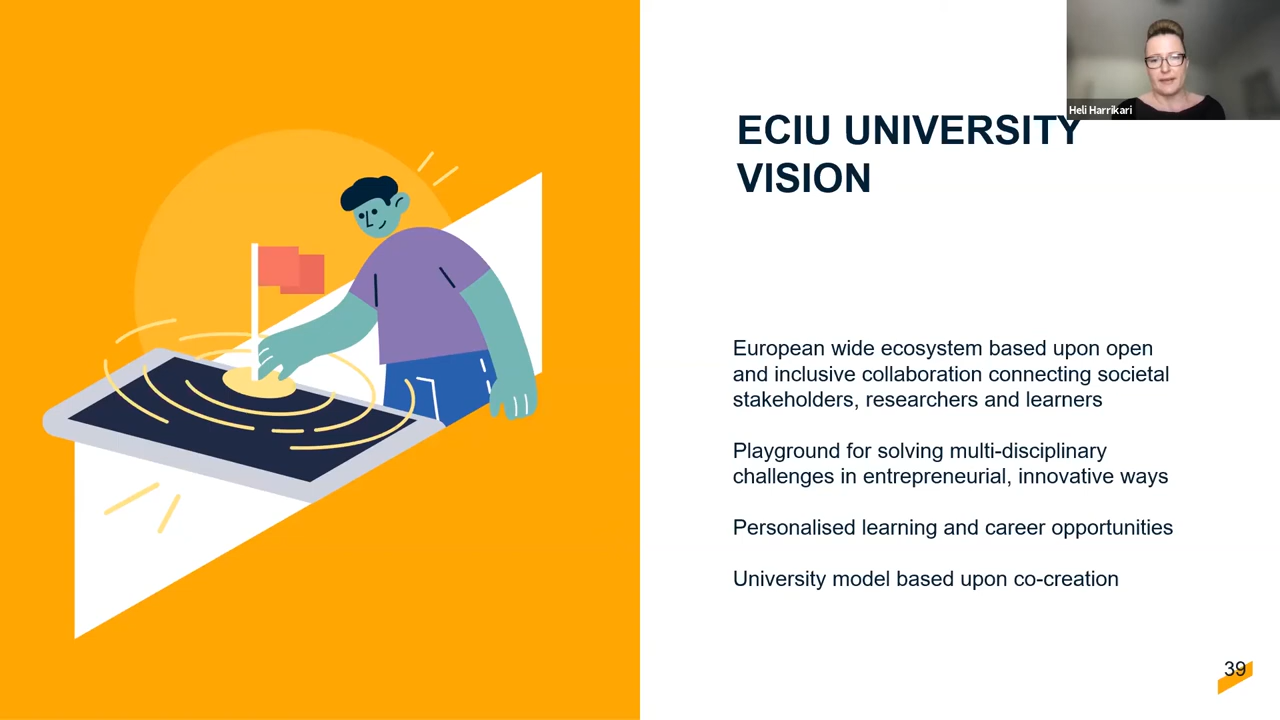 Heli Harrikari
ECIU UNIVERSITY
VISION
European wide ecosystem based upon open
and inclusive collaboration connecting societal
stakeholders, researchers and learners
Playground for solving multi-disciplinary
challenges in entrepreneurial, innovative ways
Personalised learning and career opportunities
University model based upon co-creation
39